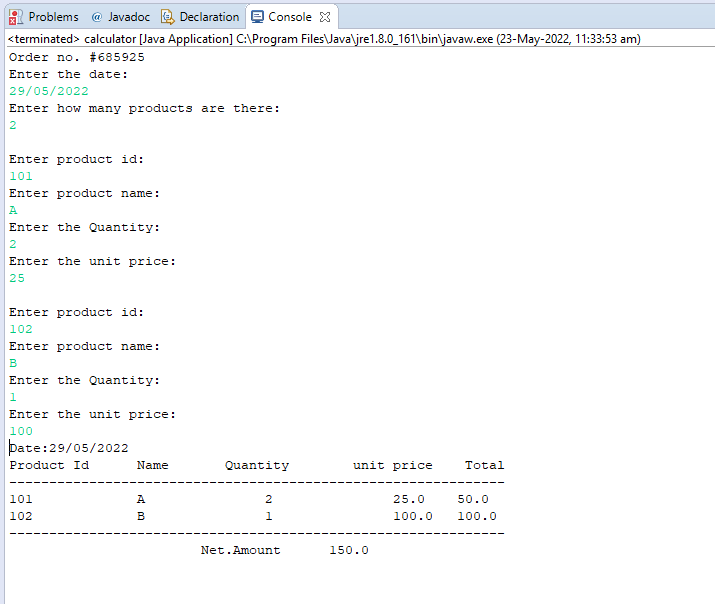 Problems @ Javadoc Declaration Console
<terminated> calculator [Java Application] C:\Program Files\Java\jre1.8.0_161\bin\javaw.exe (23-May-2022, 11:33:53 am)
Order no. #685925
Enter the date:
29/05/2022
Enter how many products are there:
2
Enter product id:
101
Enter product name:
A
Enter the Quantity:
2
Enter the unit price:
25
Enter product id:
102
Enter product name:
B
Enter the Quantity:
1
Enter the unit price:
100
Date:29/05/2022
Product Id Name Quantity unit price Total
--------------------------------------------------------------
101 A 2 25.0 50.0
102 B 1 100.0 100.0
--------------------------------------------------------------
Net.Amount 150.0